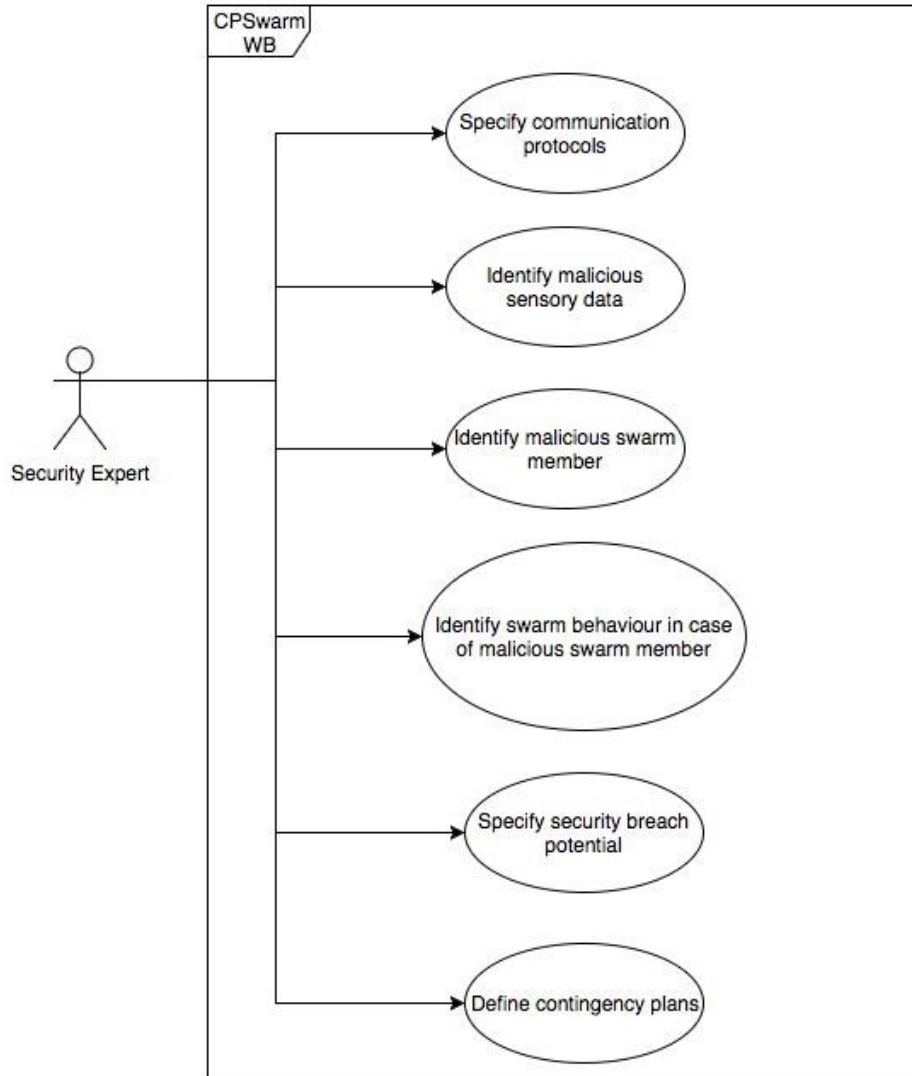 CPSwarm
WB
Specify communication
protocols
Identify malicious
sensory data
Identify malicious swarm
member
Security Expert
Identify swarm behaviour in case
of malicious swarm member
Specify security breach
potential
Define contingency plans